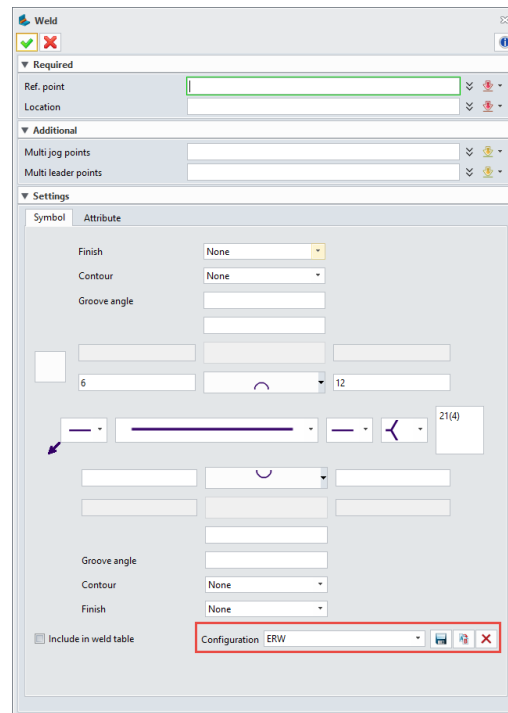 Weld
Required
Ref. point
Location
Additional
Multi jog points
Multi leader points
Settings
Symbol Attribute
Finish None
Contour None
Groove angle
6 12
21(4)
Groove angle
Contour None
Finish None
Include in weld table Configuration ERW